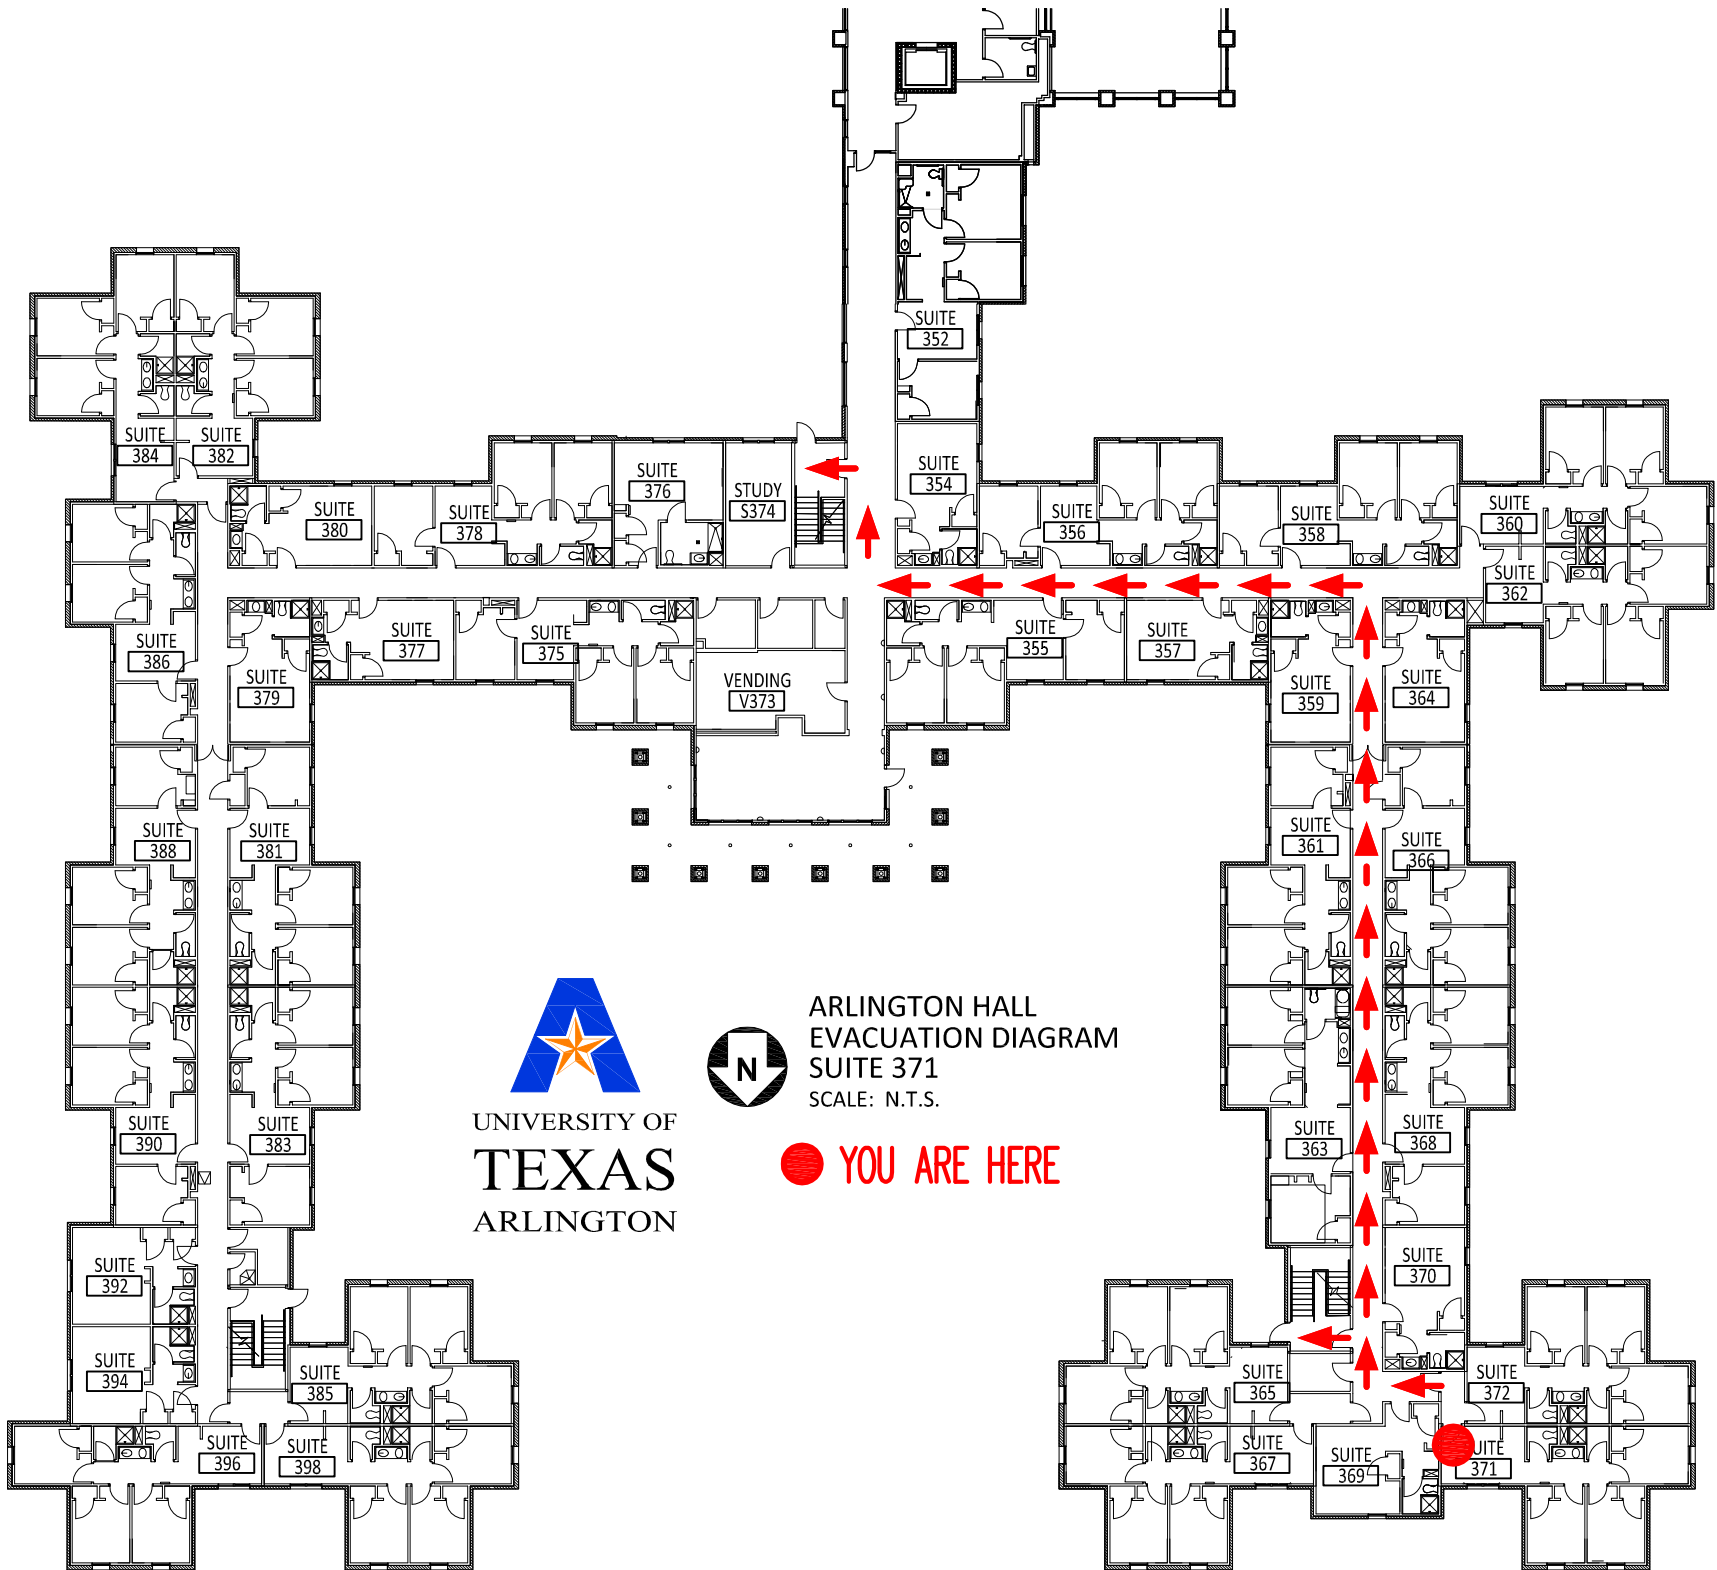 SUITE
352
SUITE
384
SUITE
382
SUITE
376
STUDY
S374
SUITE
354
SUITE
380
SUITE
378
SUITE
356
SUITE
358
SUITE
360
SUITE
362
SUITE
386
SUITE
379
SUITE
377
SUITE
375
VENDING
V373
SUITE
355
SUITE
357
SUITE
359
SUITE
364
SUITE
388
SUITE
381
SUITE
361
SUITE
366
ARLINGTON HALL
EVACUATION DIAGRAM
SUITE 371
SCALE: N.T.S.
N
YOU ARE HERE
UNIVERSITY OF
TEXAS
ARLINGTON
SUITE
390
SUITE
383
SUITE
363
SUITE
368
SUITE
392
SUITE
370
SUITE
394
SUITE
385
SUITE
365
SUITE
372
SUITE
396
SUITE
398
SUITE
367
SUITE
369
SUITE
371